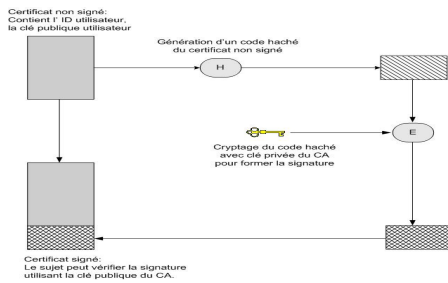 Certificat non signé:
Contient l' ID utilisateur,
la clé publique utilisateur
Génération d'un code haché
du certificat non signé
H
E
Cryptage du code haché
avec clé privée du CA
pour former la signature
Certificat signé:
Le sujet peut vérifier la signature
utilisant la clé publique du CA.